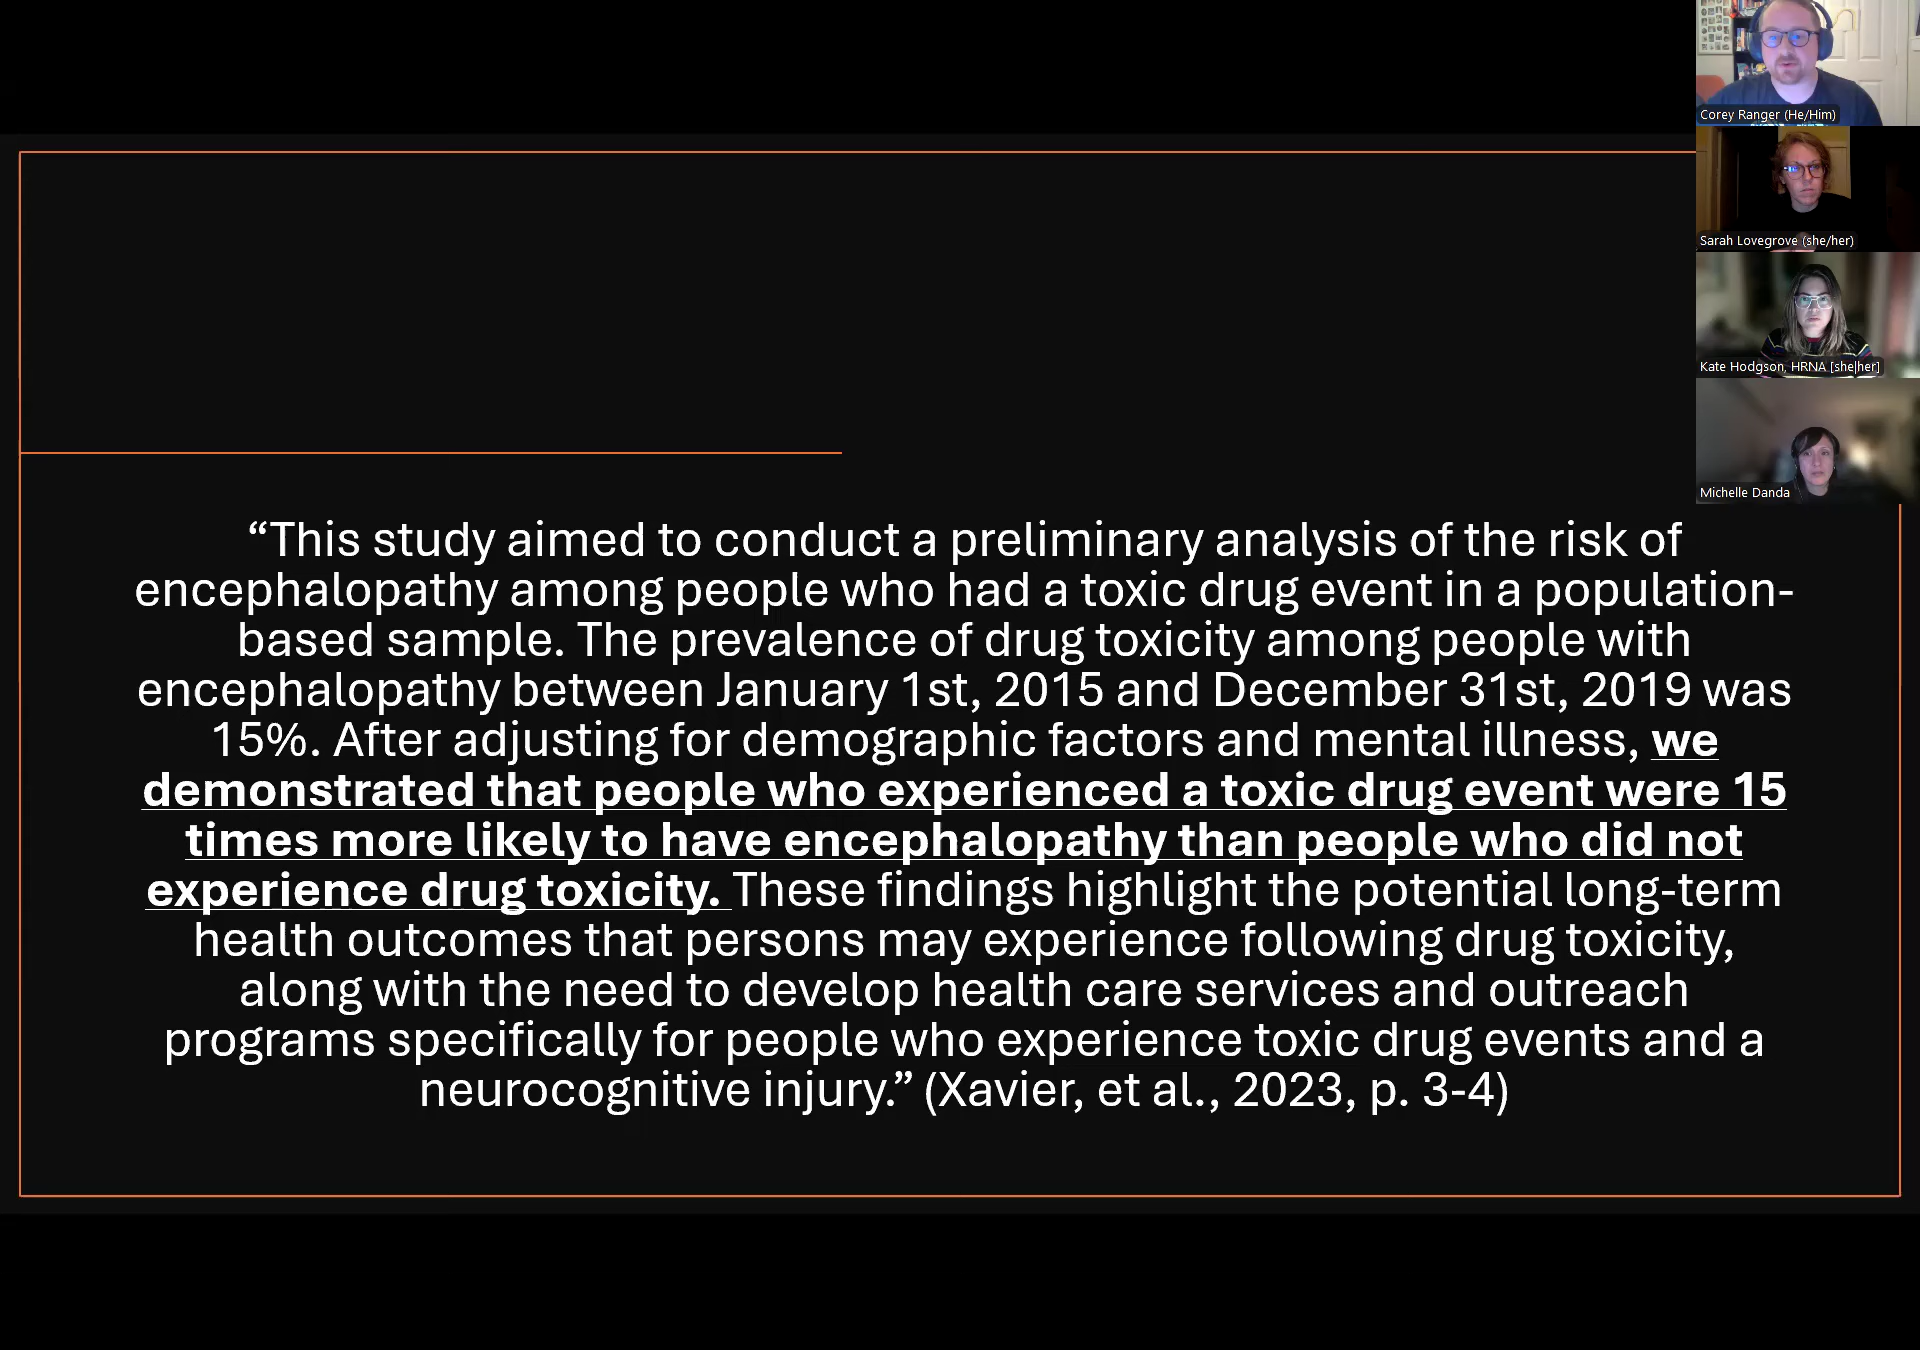 Corey Ranger (He/Him)
Sarah Lovegrove (she/her)
Kate Hodgson, HRNA [she|her]
Michelle Danda
“This study aimed to conduct a preliminary analysis of the risk of
encephalopathy among people who had a toxic drug event in a population-
based sample. The prevalence of drug toxicity among people with
encephalopathy between January 1st, 2015 and December 31st, 2019 was
15%. After adjusting for demographic factors and mental illness, we
demonstrated that people who experienced a toxic drug event were 15
times more likely to have encephalopathy than people who did not
experience drug toxicity. These findings highlight the potential long-term
health outcomes that persons may experience following drug toxicity,
along with the need to develop health care services and outreach
programs specifically for people who experience toxic drug events and a
neurocognitive injury.” (Xavier, et al., 2023, p. 3-4)